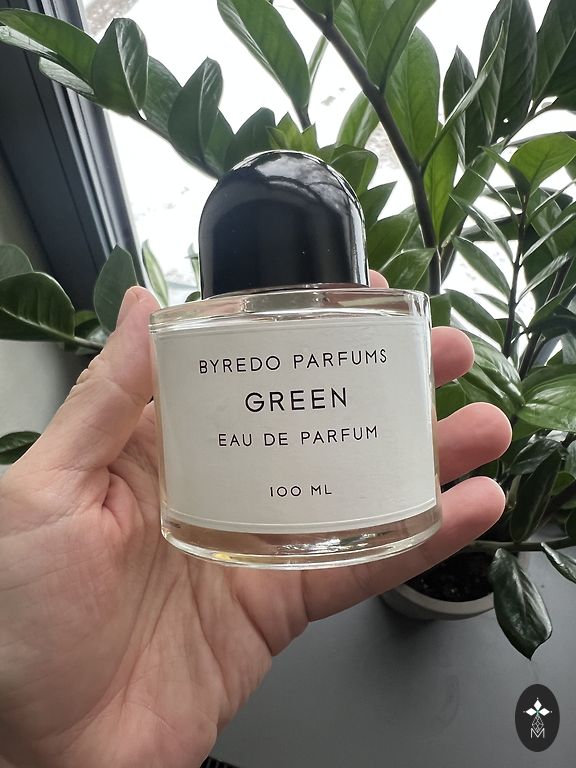 BYREDO PARFUMS
GREEN
EAU DE PARFUM
100 ML
M